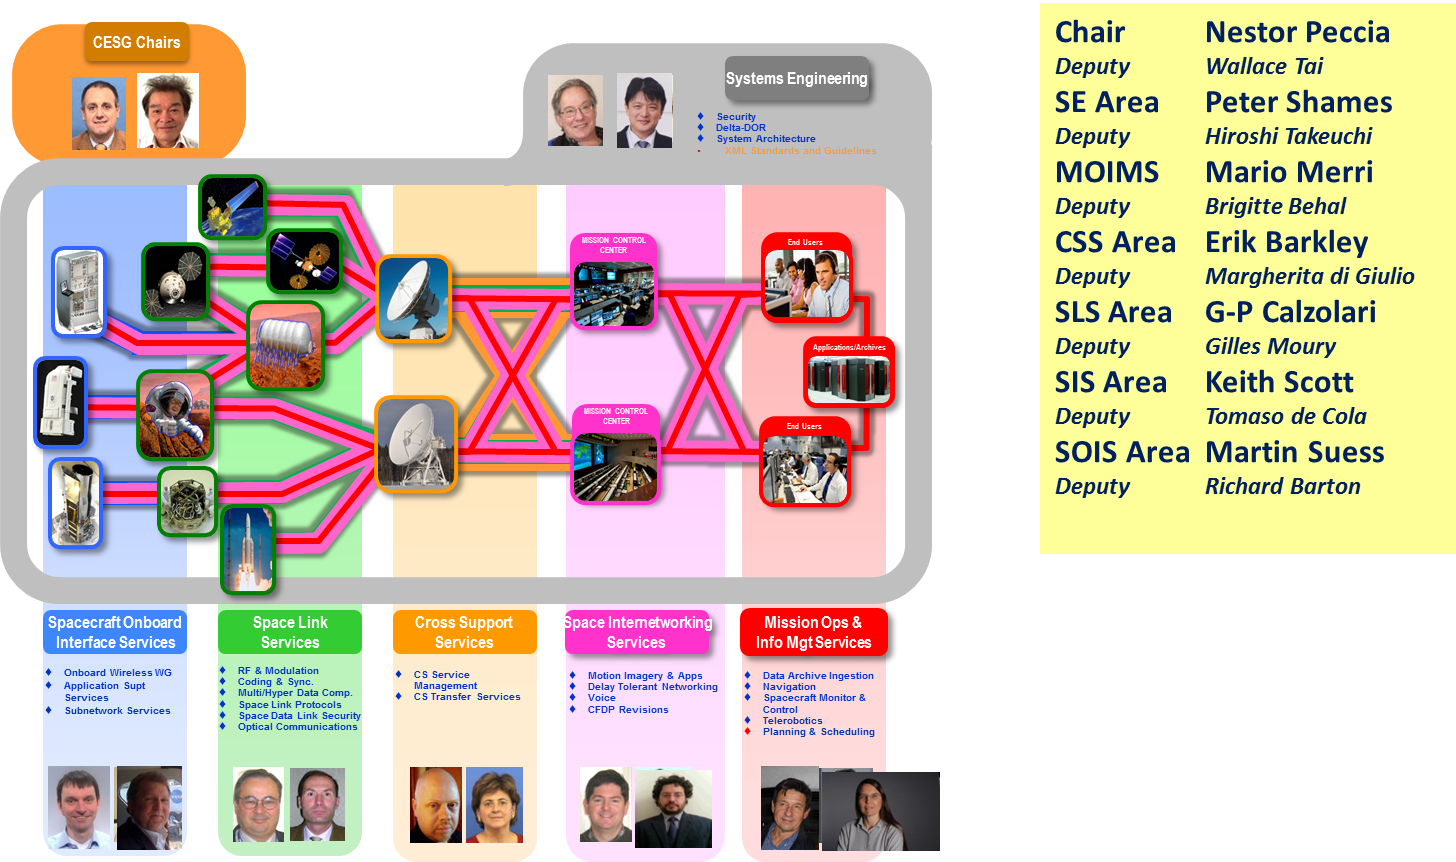 CESG Chairs
Systems Engineering
Security
Delta-DOR
System Architecture
XML Standards and Guidelines
MISSION CONTROL
CENTER
End Users
Applications/Archives
MISSION CONTROL
CENTER
End Users
Spacecraft Onboard
Interface Services
Onboard Wireless WG
Application Supt
Services
Subnetwork Services
Space Link
Services
RF & Modulation
Coding & Sync.
Multi/Hyper Data Comp.
Space Link Protocols
Space Data Link Security
Optical Communications
Cross Support
Services
CS Service
Management
CS Transfer Services
Space Internetworking
Services
Motion Imagery & Apps
Delay Tolerant Networking
Voice
CFDP Revisions
Mission Ops &
Info Mgt Services
Data Archive Ingestion
Navigation
Spacecraft Monitor &
Control
Telerobotics
Planning & Scheduling
Chair Nestor Peccia
Deputy Wallace Tai
SE Area Peter Shames
Deputy Hiroshi Takeuchi
MOIMS Mario Merri
Deputy Brigitte Behal
CSS Area Erik Barkley
Deputy Margherita di Giulio
SLS Area G-P Calzolari
Deputy Gilles Moury
SIS Area Keith Scott
Deputy Tomaso de Cola
SOIS Area Martin Suess
Deputy Richard Barton